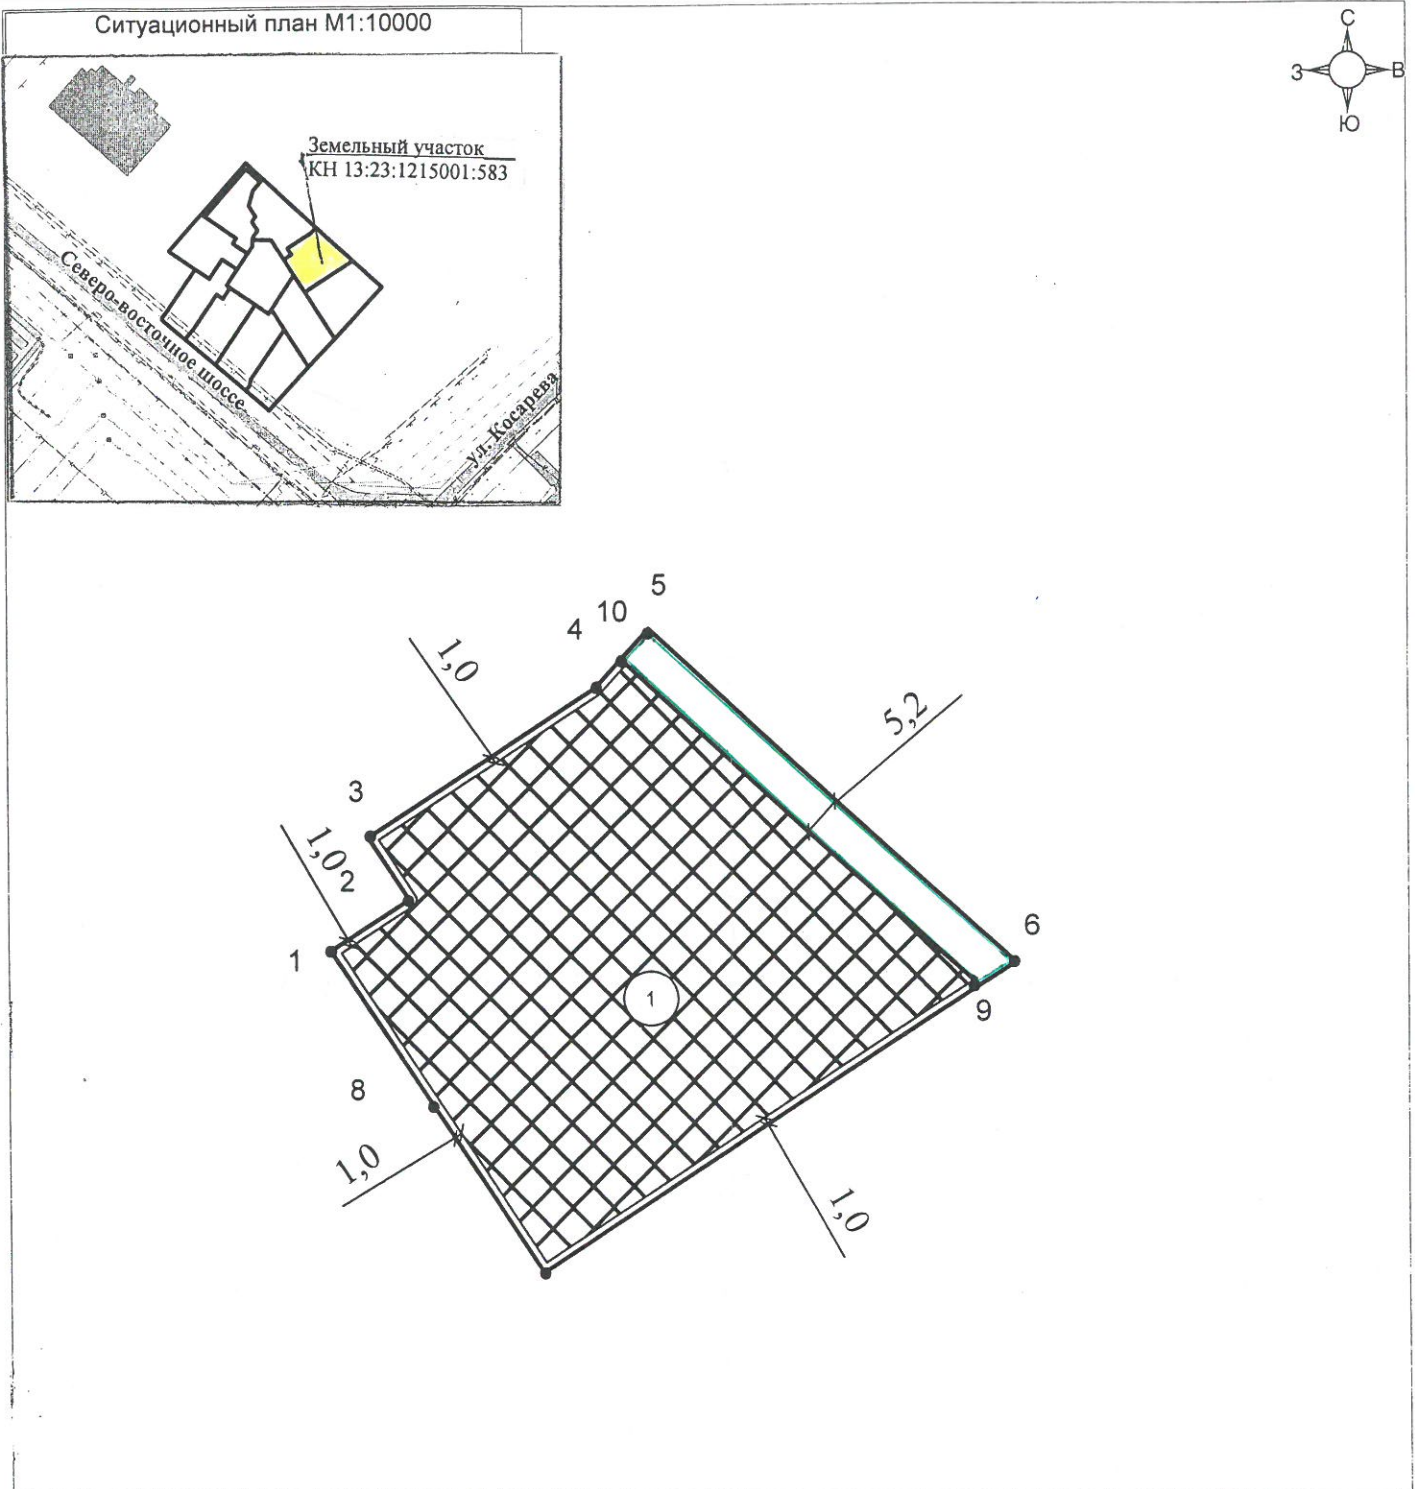 Ситуационный план М1:10000
С
З
В
Ю
Земельный участок
КН 13:23:1215001:583
Северо-восточное шоссе
ул. Косарева
5
10
4
1,0
5,2
3
1,0
2
6
1
9
1
8
1,0
1,0